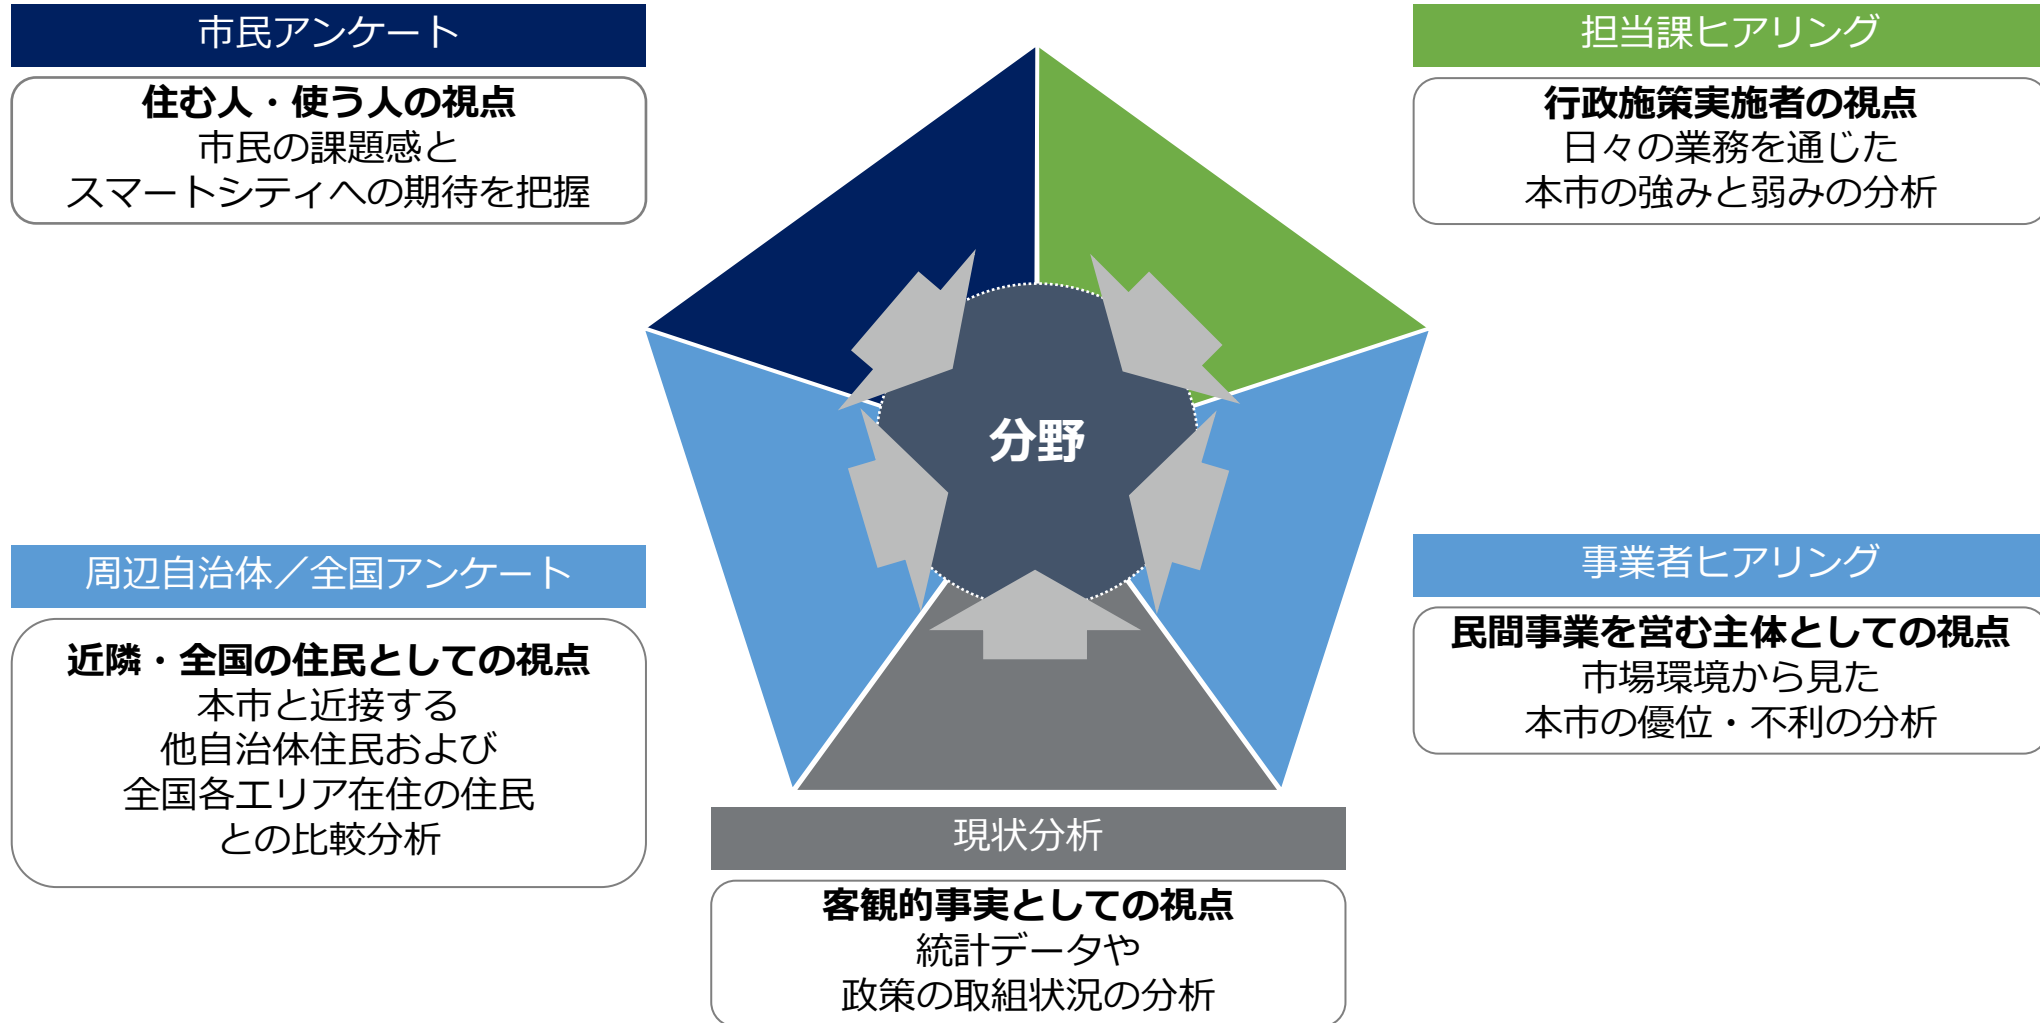 市民アンケート
住む人・使う人の視点
市民の課題感と
スマートシティへの期待を把握
担当課ヒアリング
行政施策実施者の視点
日々の業務を通じた
本市の強みと弱みの分析
分野
周辺自治体／全国アンケート
近隣・全国の住民としての視点
本市と近接する
他自治体住民および
全国各エリア在住の住民
との比較分析
事業者ヒアリング
民間事業を営む主体としての視点
市場環境から見た
本市の優位・不利の分析
現状分析
客観的事実としての視点
統計データや
政策の取組状況の分析